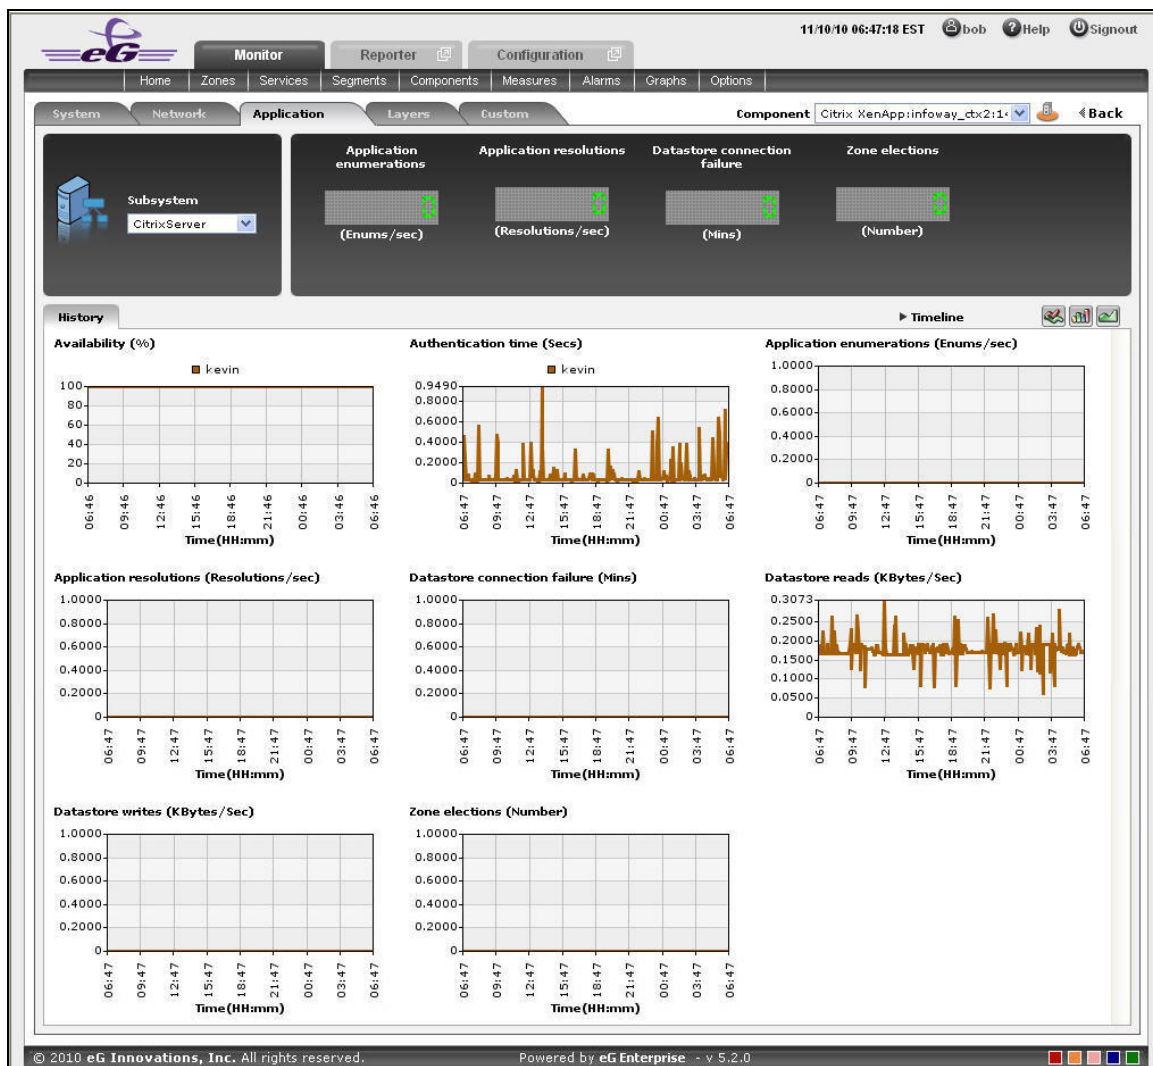 11/10/10 06:47:18 EST bob Help Signout
eG
Monitor Reporter Configuration
Home Zones Services Segments Components Measures Alarms Graphs Options
System Network Application Layers Custom Component Citrix XenApp:infoway_ctx2:14 Back
Subsystem
CitrixServer
Application enumerations
0
(Enums/sec)
Application resolutions
0
(Resolutions/sec)
Datastore connection failure
0
(Mins)
Zone elections
0
(Number)
History Timeline
Availability (%)
kevin
100
80
60
40
20
0
06:46 09:46 12:46 15:46 18:46 21:46 00:46 03:46 06:46
Time(HH:mm)
Authentication time (Secs)
kevin
0.9490
0.8000
0.6000
0.4000
0.2000
0
06:47 09:47 12:47 15:47 18:47 21:47 00:47 03:47 06:47
Time(HH:mm)
Application enumerations (Enums/sec)
1.0000
0.8000
0.6000
0.4000
0.2000
0
06:47 09:47 12:47 15:47 18:47 21:47 00:47 03:47 06:47
Time(HH:mm)
Application resolutions (Resolutions/sec)
1.0000
0.8000
0.6000
0.4000
0.2000
0
06:47 09:47 12:47 15:47 18:47 21:47 00:47 03:47 06:47
Time(HH:mm)
Datastore connection failure (Mins)
1.0000
0.8000
0.6000
0.4000
0.2000
0
06:47 09:47 12:47 15:47 18:47 21:47 00:47 03:47 06:47
Time(HH:mm)
Datastore reads (KBytes/Sec)
0.3073
0.2500
0.2000
0.1500
0.1000
0.0500
0
06:47 09:47 12:47 15:47 18:47 21:47 00:47 03:47 06:47
Time(HH:mm)
Datastore writes (KBytes/Sec)
1.0000
0.8000
0.6000
0.4000
0.2000
0
06:47 09:47 12:47 15:47 18:47 21:47 00:47 03:47 06:47
Time(HH:mm)
Zone elections (Number)
1.0000
0.8000
0.6000
0.4000
0.2000
0
06:47 09:47 12:47 15:47 18:47 21:47 00:47 03:47 06:47
Time(HH:mm)
© 2010 eG Innovations, Inc. All rights reserved. Powered by eG Enterprise - v 5.2.0